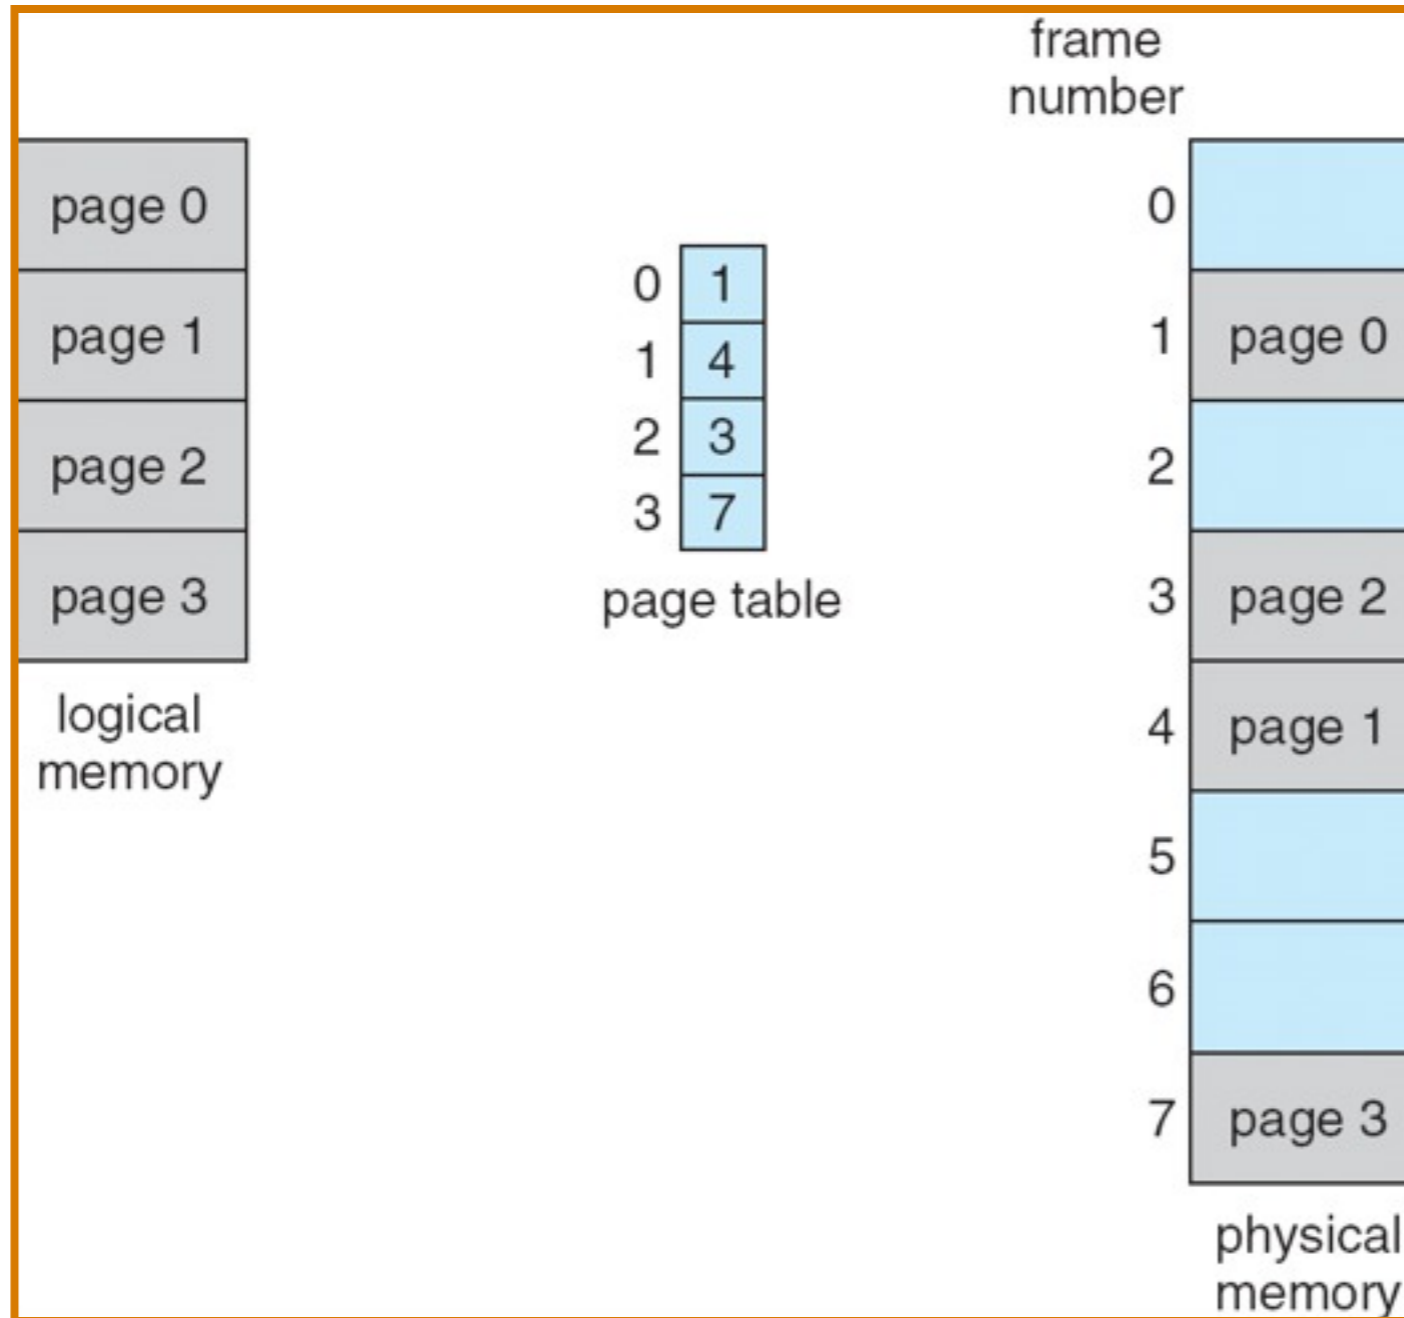 frame
number
page 0
page 1
page 2
page 3
logical
memory
0 1
1 4
2 3
3 7
page table
0
1 page 0
2
3 page 2
4 page 1
5
6
7 page 3
physical
memory